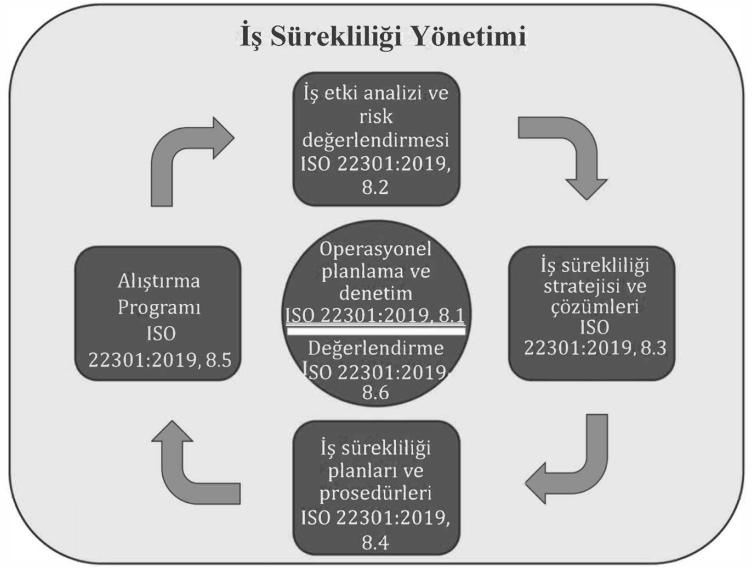 İş Sürekliliği Yönetimi
İş etki analizi ve
risk
değerlendirmesi
ISO 22301:2019,
8.2
Operasyonel
planlama ve
denetim
ISO 22301:2019, 8.1
Değerlendirme
ISO 22301:2019,
8.6
İş sürekliliği
stratejisi ve
çözümleri
ISO
22301:2019, 8.3
İş sürekliliği
planları ve
prosedürleri
ISO 22301:2019,
8.4
Alıştırma
Programı
ISO
22301:2019, 8.5